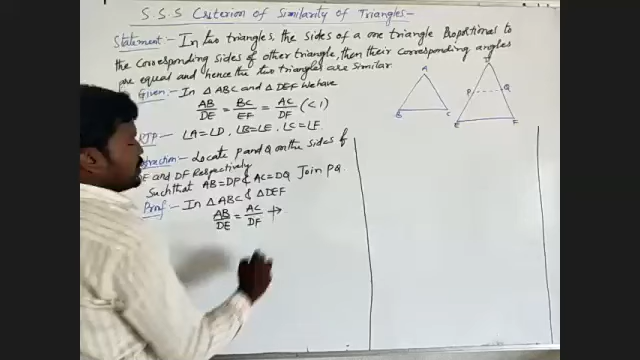 S.S.S Criterion of Similarity of Triangles-
Statement:- In two triangles, the sides of a one triangle Proportional to
the corresponding sides of other triangle, then their corresponding angles
are equal and hence the two triangles are similar
Given:- In △ABC and △DEF we have
AB/DE = BC/EF = AC/DF (<1)
RTP:- ∠A=∠D, ∠B=∠E, ∠C=∠F.
Locate P and Q on the sides of
DE and DF Respectively
Such that AB=DP & AC=DQ Join PQ.
Proof:- In △ABC & △DEF
AB/DE = AC/DF →
A
B
C
P
Q
E
F